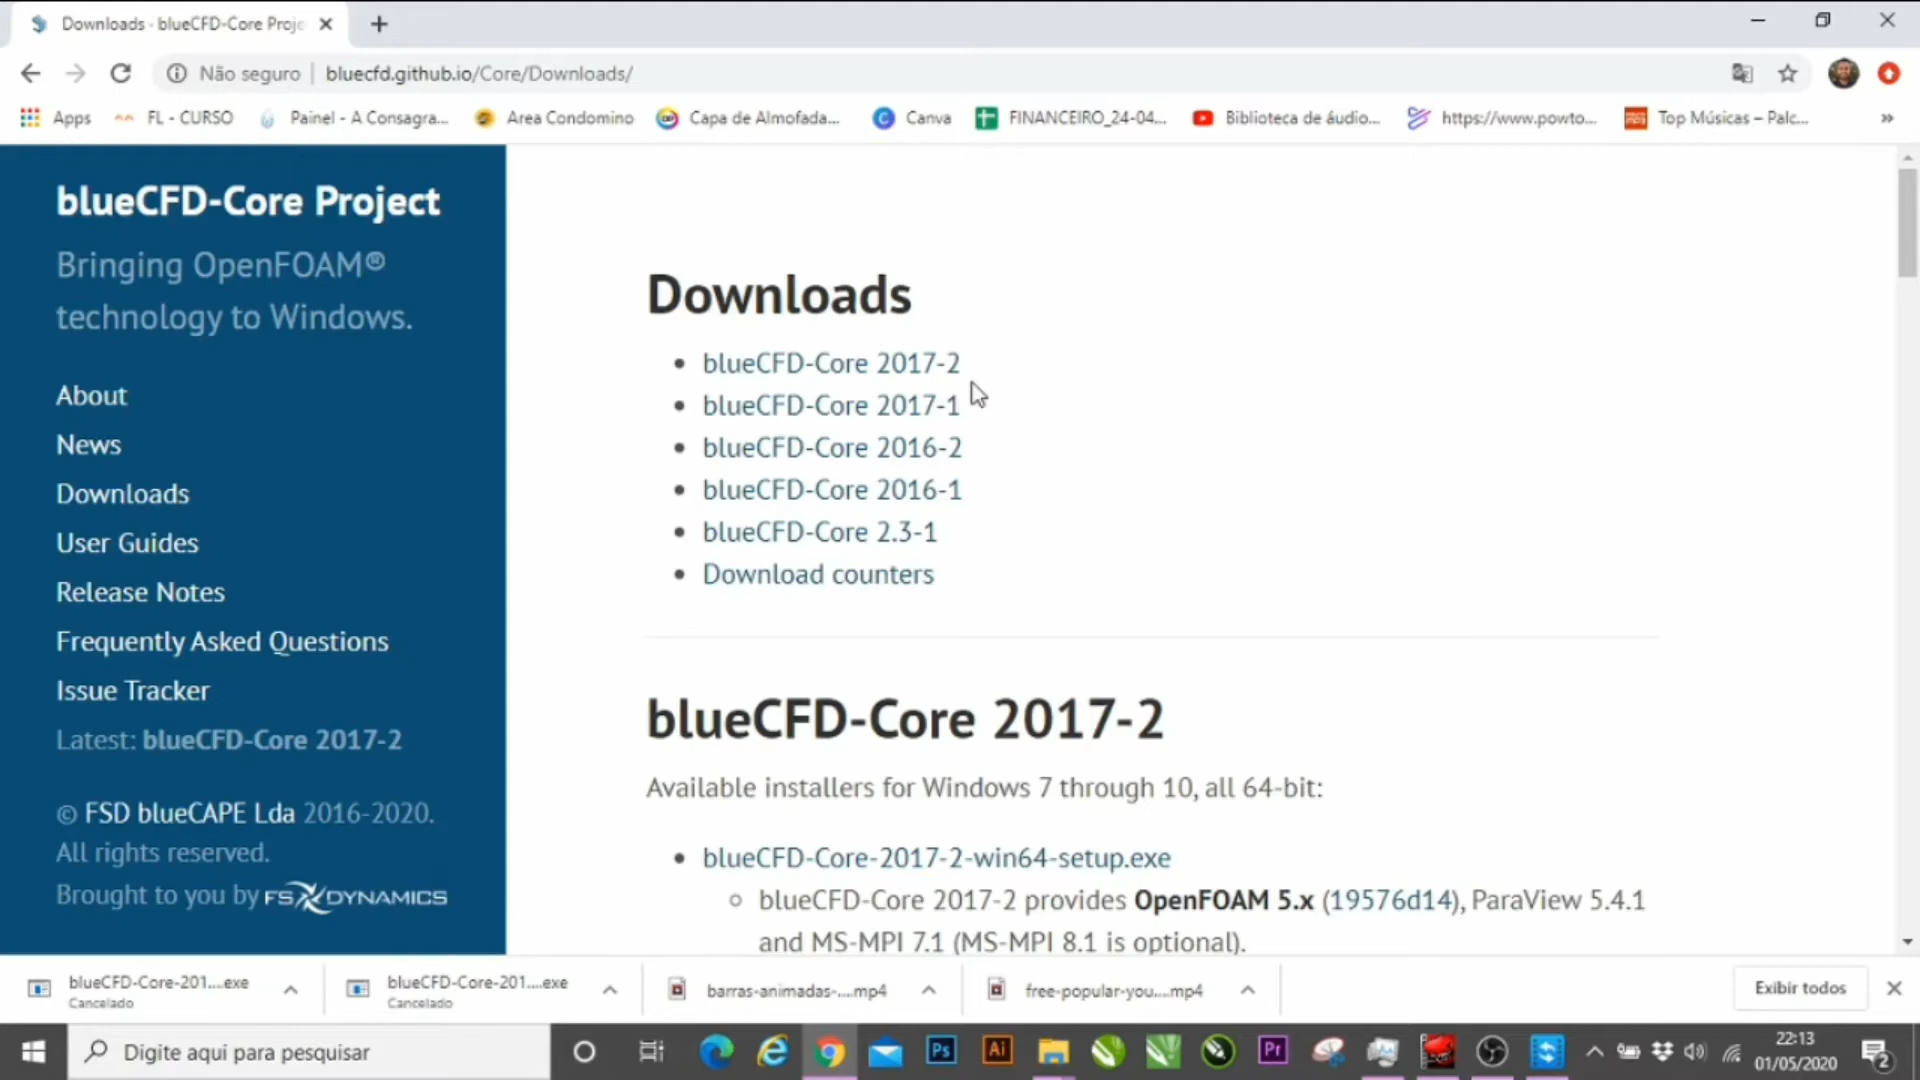 Downloads - blueCFD-Core Proje
Não seguro
bluecfd.github.io/Core/Downloads/
Apps
FL - CURSO
Painel - A Consagra...
Area Condomino
Capa de Almofada...
Canva
FINANCEIRO_24-04...
Biblioteca de áudio...
https://www.powto...
Top Músicas – Palc...
»
blueCFD-Core Project
Bringing OpenFOAM®
technology to Windows.
About
News
Downloads
User Guides
Release Notes
Frequently Asked Questions
Issue Tracker
Latest: blueCFD-Core 2017-2
© FSD blueCAPE Lda 2016-2020.
All rights reserved.
Brought to you by FS DYNAMICS
Downloads
• blueCFD-Core 2017-2
• blueCFD-Core 2017-1
• blueCFD-Core 2016-2
• blueCFD-Core 2016-1
• blueCFD-Core 2.3-1
• Download counters
blueCFD-Core 2017-2
Available installers for Windows 7 through 10, all 64-bit:
• blueCFD-Core-2017-2-win64-setup.exe
blueCFD-Core 2017-2 provides OpenFOAM 5.x (19576d14), ParaView 5.4.1
and MS-MPI 7.1 (MS-MPI 8.1 is optional).
blueCFD-Core-201....exe
Cancelado
blueCFD-Core-201....exe
Cancelado
barras-animadas-....mp4
free-popular-you....mp4
Exibir todos
Digite aqui para pesquisar
Ps
Ai
Pr
22:13
01/05/2020
2